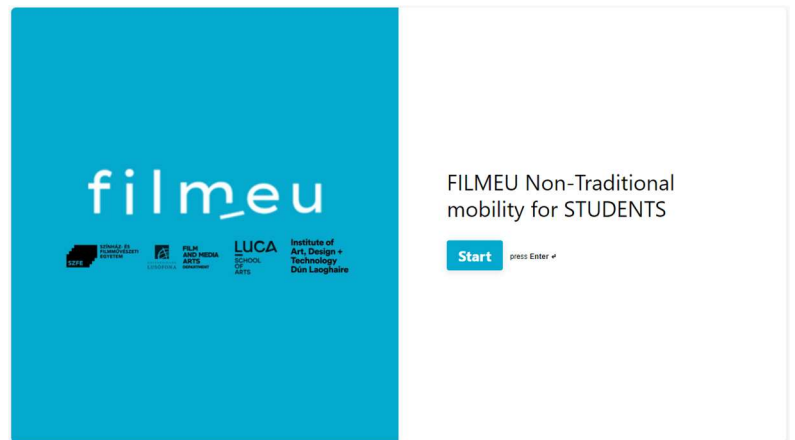 filmeu
SZFE
SZÍNHÁZ- ÉS
FILMMŰVÉSZETI
EGYETEM
LUSOFONA
FILM
AND MEDIA
ARTS
DEPARTMENT
LUCA
SCHOOL
OF
ARTS
Institute of
Art, Design +
Technology
Dún Laoghaire
FILMEU Non-Traditional
mobility for STUDENTS
Start
press Enter ↵